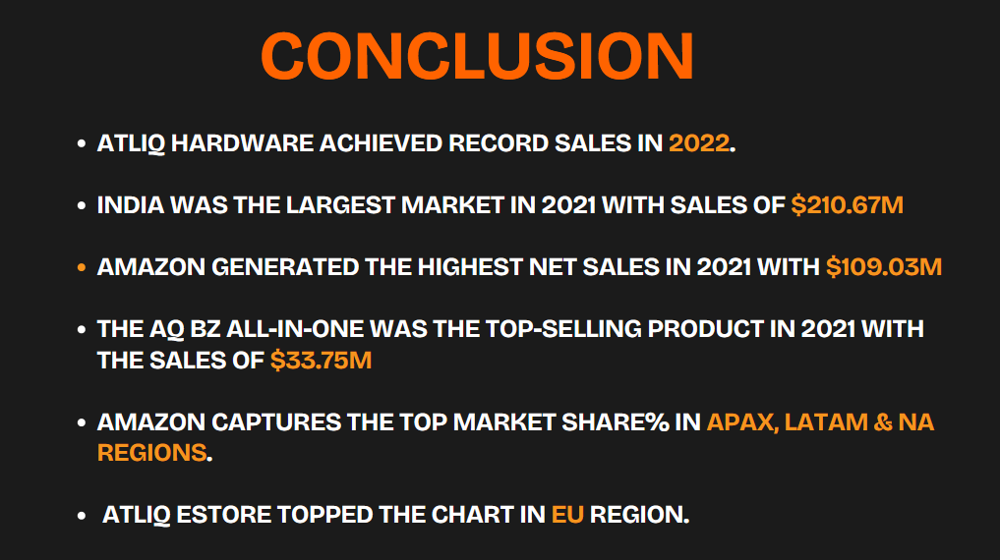 CONCLUSION
• ATLIQ HARDWARE ACHIEVED RECORD SALES IN 2022.
• INDIA WAS THE LARGEST MARKET IN 2021 WITH SALES OF $210.67M
• AMAZON GENERATED THE HIGHEST NET SALES IN 2021 WITH $109.03M
• THE AQ BZ ALL-IN-ONE WAS THE TOP-SELLING PRODUCT IN 2021 WITH
THE SALES OF $33.75M
• AMAZON CAPTURES THE TOP MARKET SHARE% IN APAX, LATAM & NA
REGIONS.
• ATLIQ ESTORE TOPPED THE CHART IN EU REGION.